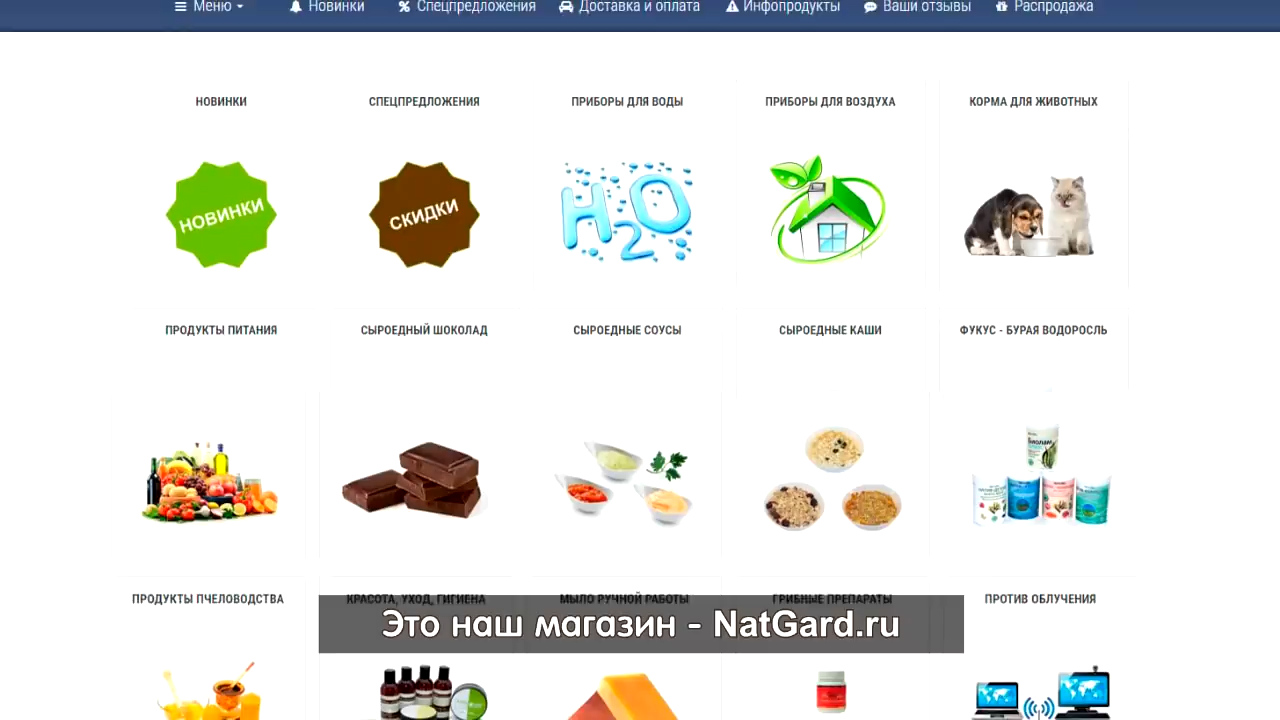 Меню
Новинки
Спецпредложения
Доставка и оплата
Инфопродукты
Ваши отзывы
Распродажа
НОВИНКИ
СПЕЦПРЕДЛОЖЕНИЯ
ПРИБОРЫ ДЛЯ ВОДЫ
ПРИБОРЫ ДЛЯ ВОЗДУХА
КОРМА ДЛЯ ЖИВОТНЫХ
НОВИНКИ
СКИДКИ
H2O
ПРОДУКТЫ ПИТАНИЯ
СЫРОЕДНЫЙ ШОКОЛАД
СЫРОЕДНЫЕ СОУСЫ
СЫРОЕДНЫЕ КАШИ
ФУКУС - БУРАЯ ВОДОРОСЛЬ
ПРОДУКТЫ ПЧЕЛОВОДСТВА
КРАСОТА, УХОД, ГИГИЕНА
МЫЛО РУЧНОЙ РАБОТЫ
ГРИБНЫЕ ПРЕПАРАТЫ
ПРОТИВ ОБЛУЧЕНИЯ
Это наш магазин - NatGard.ru